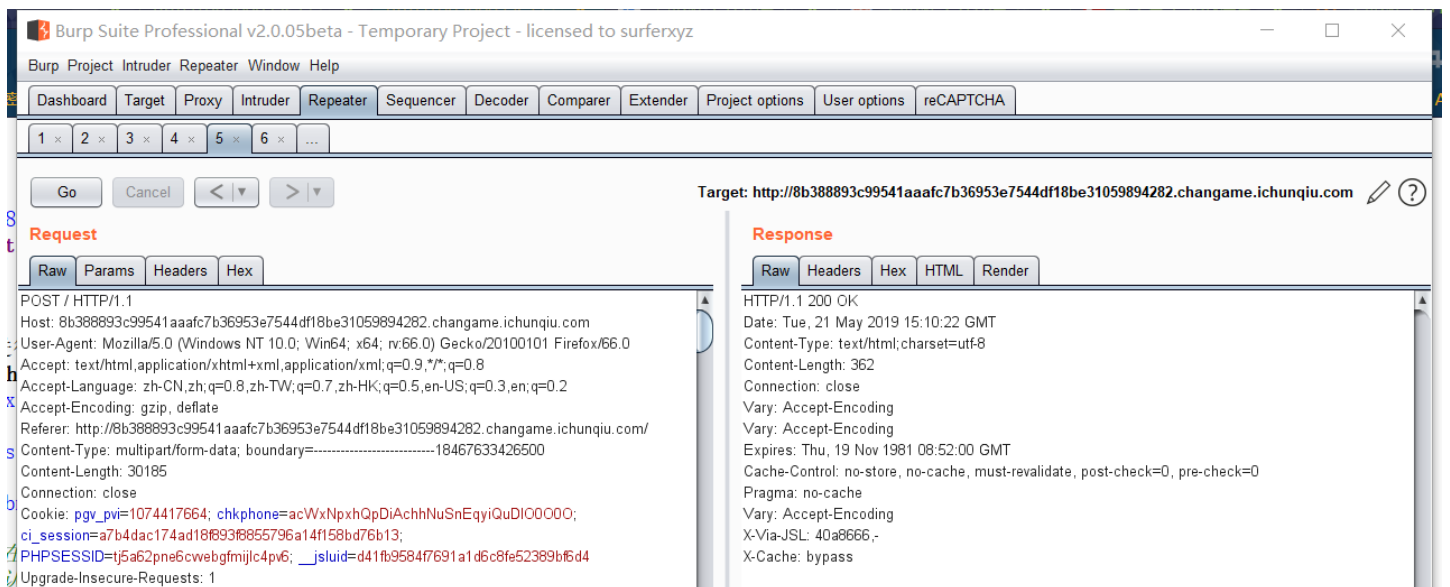 Burp Suite Professional v2.0.05beta - Temporary Project - licensed to surferxyz
Burp Project Intruder Repeater Window Help
Dashboard Target Proxy Intruder Repeater Sequencer Decoder Comparer Extender Project options User options reCAPTCHA
1 × 2 × 3 × 4 × 5 × 6 × ...
Go Cancel < > Target: http://8b388893c99541aaafc7b36953e7544df18be31059894282.changame.ichunqiu.com ?
Request
Raw Params Headers Hex
POST / HTTP/1.1
Host: 8b388893c99541aaafc7b36953e7544df18be31059894282.changame.ichunqiu.com
User-Agent: Mozilla/5.0 (Windows NT 10.0; Win64; x64; rv:66.0) Gecko/20100101 Firefox/66.0
Accept: text/html,application/xhtml+xml,application/xml;q=0.9,*/*;q=0.8
Accept-Language: zh-CN,zh;q=0.8,zh-TW;q=0.7,zh-HK;q=0.5,en-US;q=0.3,en;q=0.2
Accept-Encoding: gzip, deflate
Referer: http://8b388893c99541aaafc7b36953e7544df18be31059894282.changame.ichunqiu.com/
Content-Type: multipart/form-data; boundary=---------------------------18467633426500
Content-Length: 30185
Connection: close
Cookie: pgv_pvi=1074417664; chkphone=acWxNpxhQpDiAchhNuSnEqyiQuDIO0O0O;
ci_session=a7b4dac174ad18f893f8855796a14f158bd76b13;
PHPSESSID=tj5a62pne6cvwebgfmijlc4pv6; __jsluid=d41fb9584f7691a1d6c8fe52389bf6d4
Upgrade-Insecure-Requests: 1
Response
Raw Headers Hex HTML Render
HTTP/1.1 200 OK
Date: Tue, 21 May 2019 15:10:22 GMT
Content-Type: text/html;charset=utf-8
Content-Length: 362
Connection: close
Vary: Accept-Encoding
Vary: Accept-Encoding
Expires: Thu, 19 Nov 1981 08:52:00 GMT
Cache-Control: no-store, no-cache, must-revalidate, post-check=0, pre-check=0
Pragma: no-cache
Vary: Accept-Encoding
X-Via-JSL: 40a8666,-
X-Cache: bypass